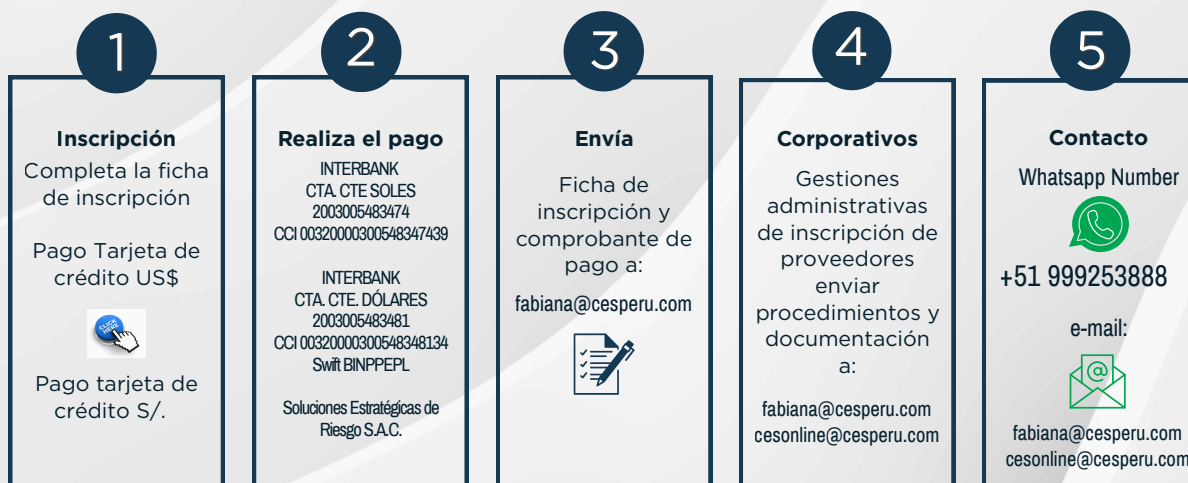 1
Inscripción
Completa la ficha
de inscripción
Pago Tarjeta de
crédito US$
CLICK
HERE
Pago tarjeta de
crédito S/.
2
Realiza el pago
INTERBANK
CTA. CTE SOLES
2003005483474
CCI 00320000300548347439
INTERBANK
CTA. CTE. DÓLARES
2003005483481
CCI 00320000300548348134
Swift BINPPEPL
Soluciones Estratégicas de
Riesgo S.A.C.
3
Envía
Ficha de
inscripción y
comprobante de
pago a:
fabiana@cesperu.com
4
Corporativos
Gestiones
administrativas
de inscripción de
proveedores
enviar
procedimientos y
documentación
a:
fabiana@cesperu.com
cesonline@cesperu.com
5
Contacto
Whatsapp Number
+51 999253888
e-mail:
@
fabiana@cesperu.com
cesonline@cesperu.com